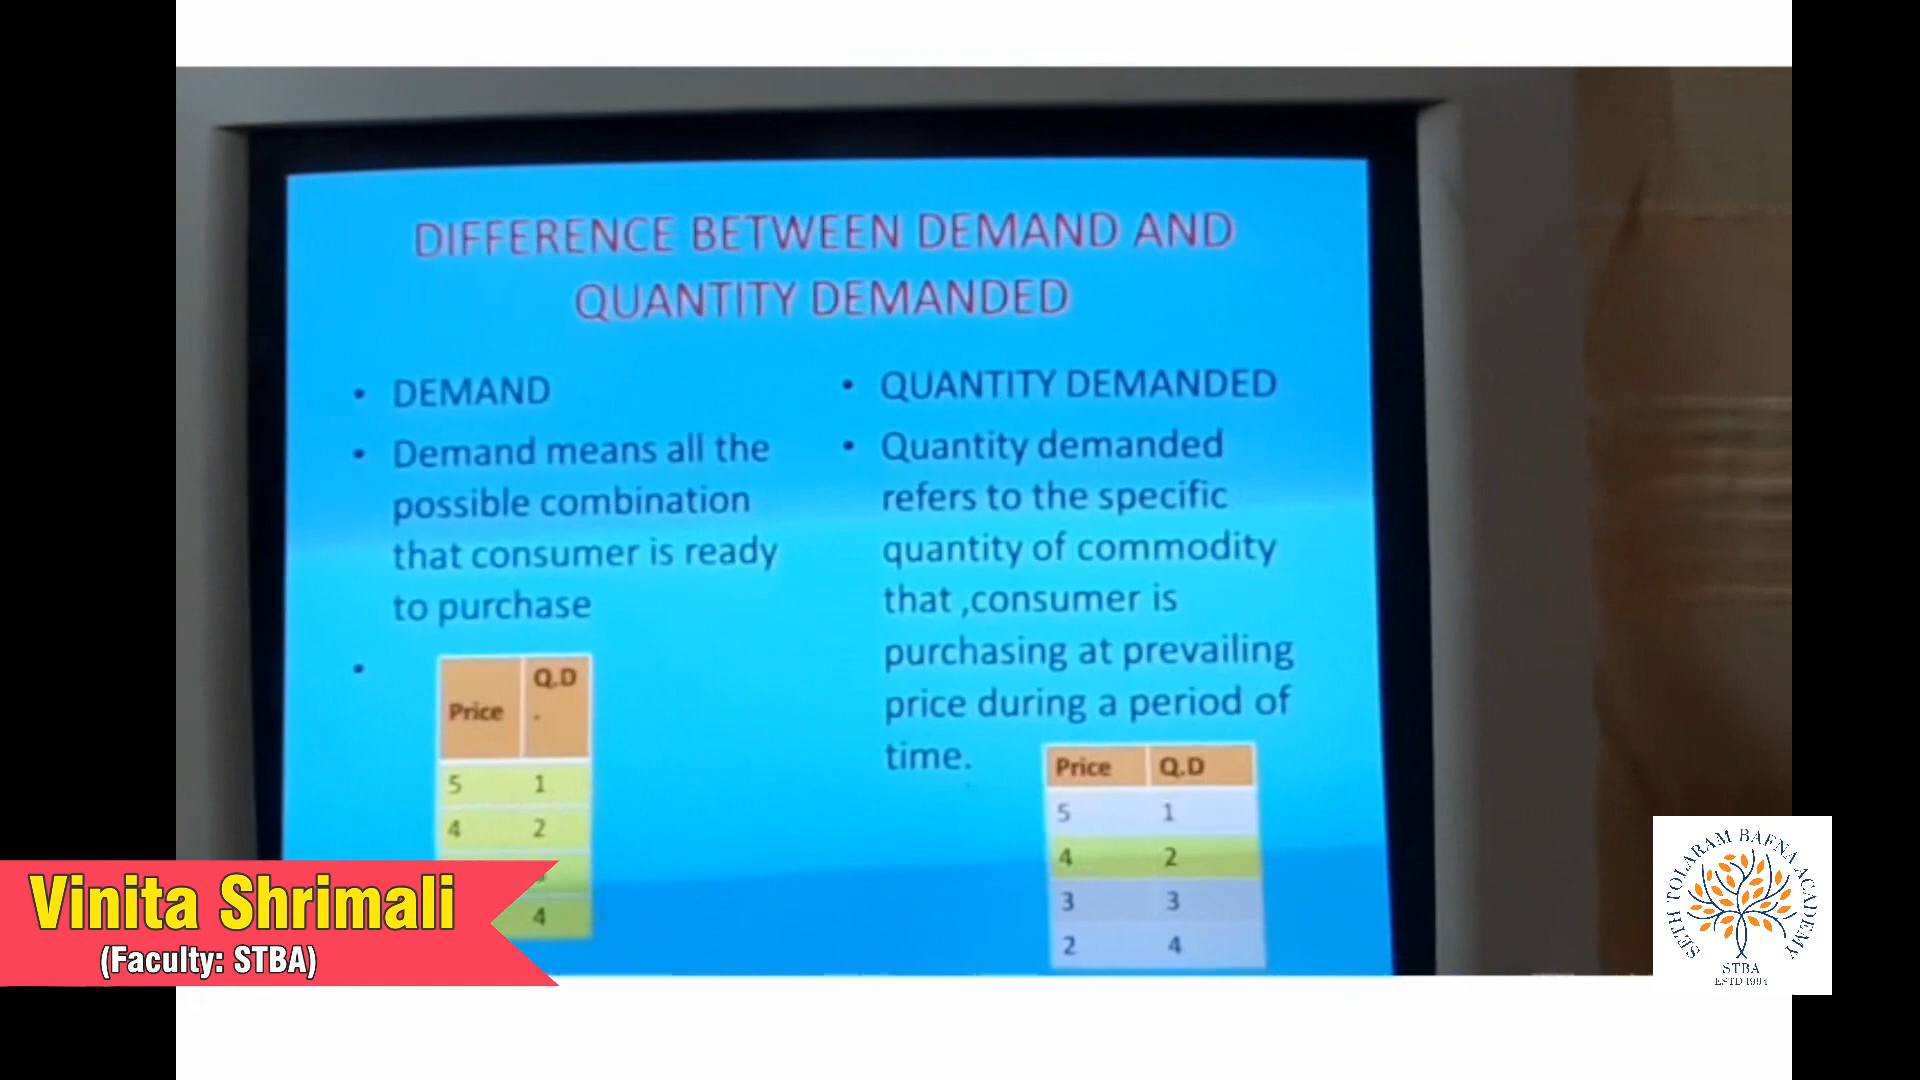 DIFFERENCE BETWEEN DEMAND AND
QUANTITY DEMANDED
• DEMAND
• Demand means all the
possible combination
that consumer is ready
to purchase
•
Price Q.D
.
5 1
4 2
4
• QUANTITY DEMANDED
• Quantity demanded
refers to the specific
quantity of commodity
that ,consumer is
purchasing at prevailing
price during a period of
time.
Price Q.D
5 1
4 2
3 3
2 4
Vinita Shrimali
(Faculty: STBA)
SETH TOLARAM BAFNA ACADEMY
STBA
ESTD 1994